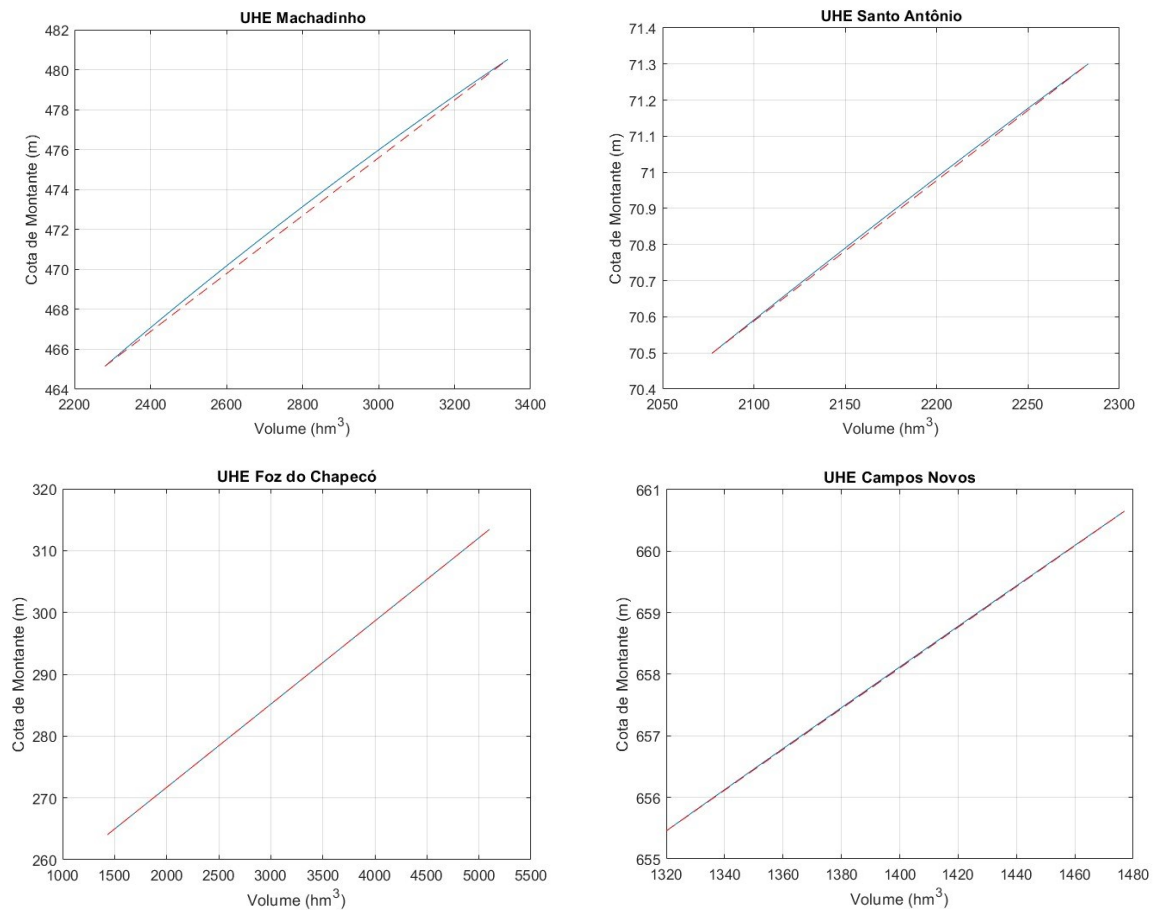 UHE Machadinho
482
480
478
476
474
472
470
468
466
464
Cota de Montante (m)
2200 2400 2600 2800 3000 3200 3400
Volume (hm³)
UHE Santo Antônio
71.4
71.3
71.2
71.1
71
70.9
70.8
70.7
70.6
70.5
70.4
Cota de Montante (m)
2050 2100 2150 2200 2250 2300
Volume (hm³)
UHE Foz do Chapecó
320
310
300
290
280
270
260
Cota de Montante (m)
1000 1500 2000 2500 3000 3500 4000 4500 5000 5500
Volume (hm³)
UHE Campos Novos
661
660
659
658
657
656
655
Cota de Montante (m)
1320 1340 1360 1380 1400 1420 1440 1460 1480
Volume (hm³)